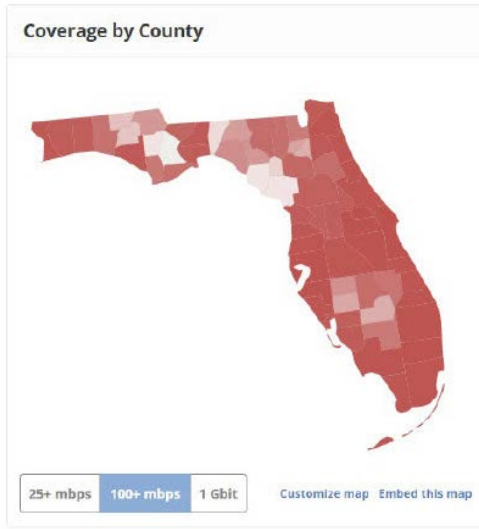 Coverage by County
25+ mbps 100+ mbps 1 Gbit Customize map Embed this map